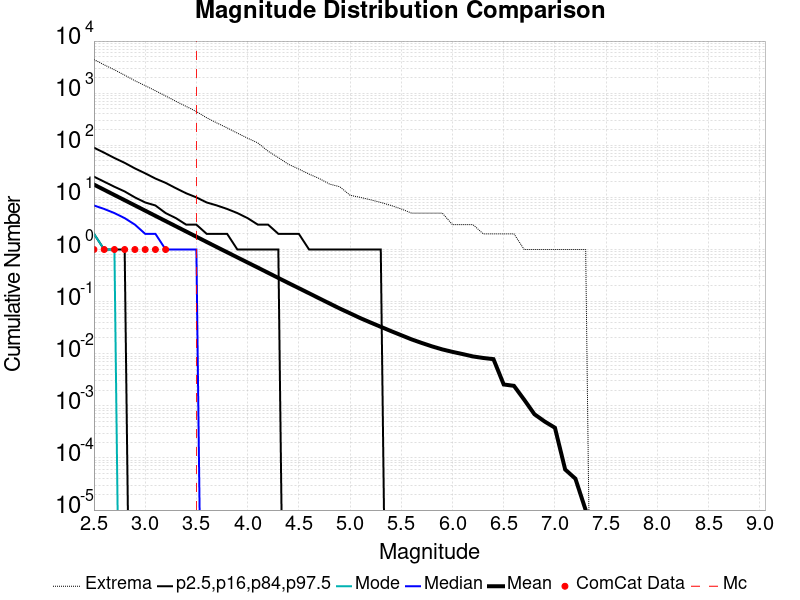 Magnitude Distribution Comparison
10^4
10^3
10^2
10^1
10^0
10^-1
10^-2
10^-3
10^-4
10^-5
Cumulative Number
2.5 3.0 3.5 4.0 4.5 5.0 5.5 6.0 6.5 7.0 7.5 8.0 8.5 9.0
Magnitude
Extrema p2.5,p16,p84,p97.5 Mode Median Mean ComCat Data Mc